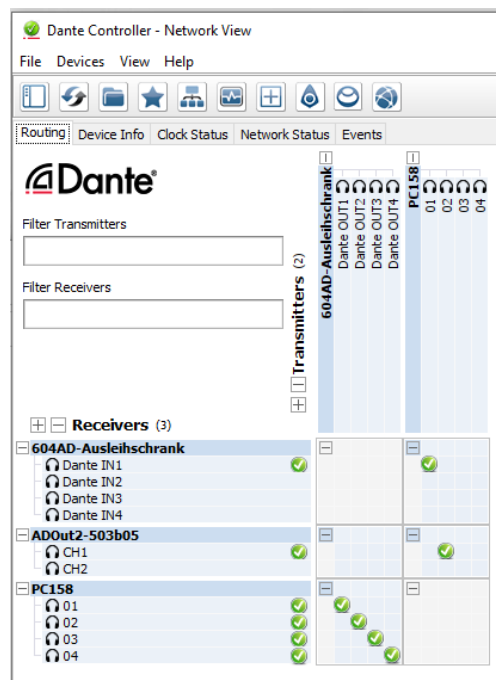 Dante Controller - Network View
File Devices View Help
Routing Device Info Clock Status Network Status Events
Dante®
Filter Transmitters
Filter Receivers
Transmitters (2)
604AD-Ausleihschrank
Dante OUT1
Dante OUT2
Dante OUT3
Dante OUT4
PC158
01
02
03
04
Receivers (3)
604AD-Ausleihschrank
Dante IN1
Dante IN2
Dante IN3
Dante IN4
ADOut2-503b05
CH1
CH2
PC158
01
02
03
04